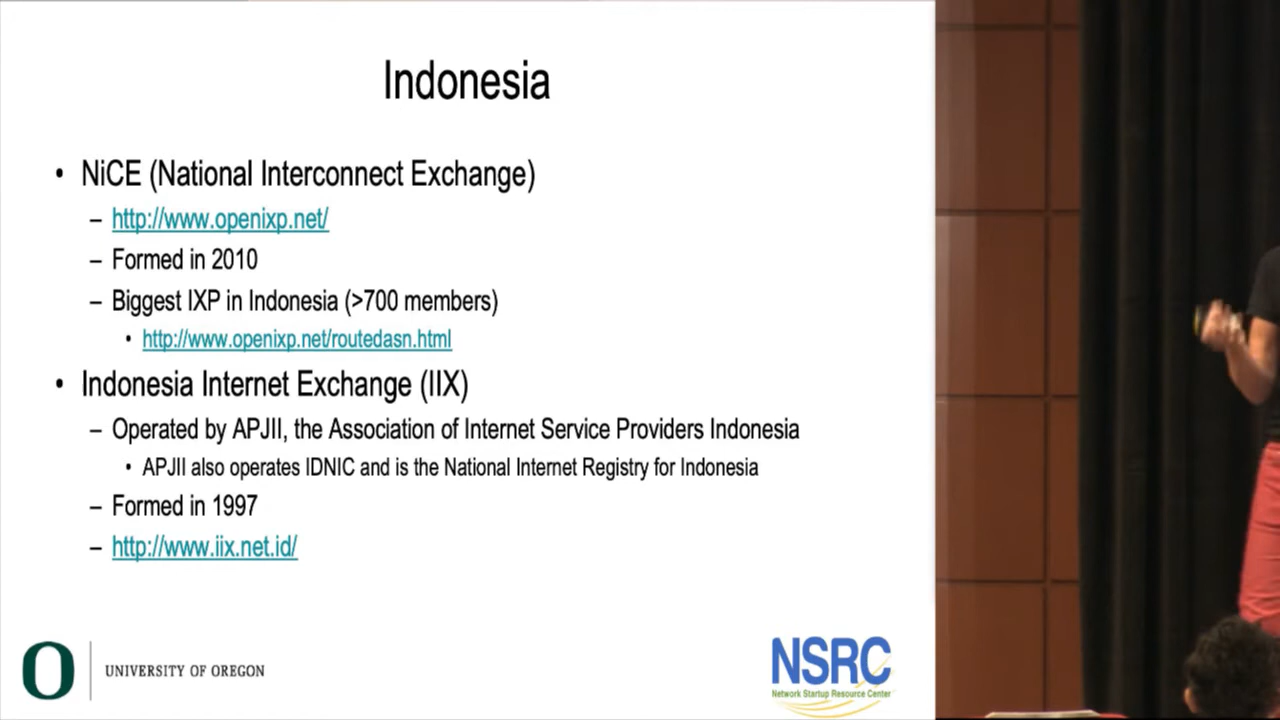 Indonesia
• NiCE (National Interconnect Exchange)
– http://www.openixp.net/
– Formed in 2010
– Biggest IXP in Indonesia (>700 members)
• http://www.openixp.net/routedasn.html
• Indonesia Internet Exchange (IIX)
– Operated by APJII, the Association of Internet Service Providers Indonesia
• APJII also operates IDNIC and is the National Internet Registry for Indonesia
– Formed in 1997
– http://www.iix.net.id/
O UNIVERSITY OF OREGON
NSRC
Network Startup Resource Center